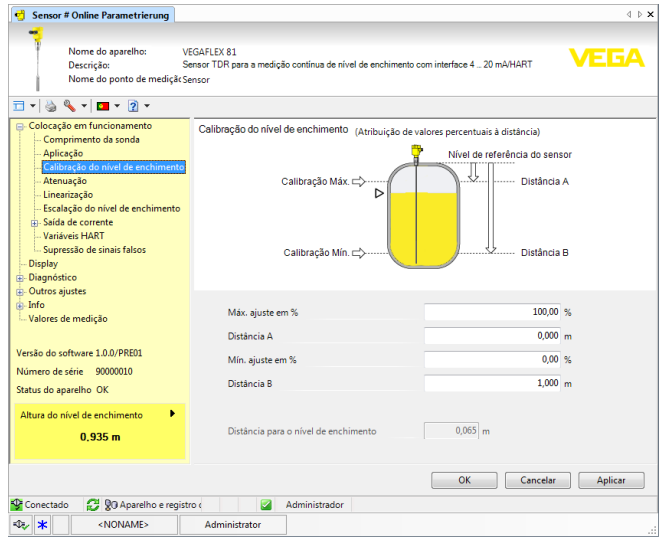 Sensor # Online Parametrierung
Nome do aparelho: VEGAFLEX 81
Descrição: Sensor TDR para a medição contínua de nível de enchimento com interface 4 .. 20 mA/HART
Nome do ponto de mediçãc Sensor
VEGA
Colocação em funcionamento
Comprimento da sonda
Aplicação
Calibração do nível de enchimento
Atenuação
Linearização
Escalação do nível de enchimento
Saída de corrente
Variáveis HART
Supressão de sinais falsos
Display
Diagnóstico
Outros ajustes
Info
Valores de medição
Versão do software 1.0.0/PRE01
Número de série 90000010
Status do aparelho OK
Altura do nível de enchimento
0,935 m
Calibração do nível de enchimento (Atribuição de valores percentuais à distância)
Nível de referência do sensor
Calibração Máx. Distância A
Calibração Mín. Distância B
Máx. ajuste em % 100,00 %
Distância A 0,000 m
Mín. ajuste em % 0,00 %
Distância B 1,000 m
Distância para o nível de enchimento 0,065 m
OK Cancelar Aplicar
Conectado Aparelho e registro Administrador
<NONAME> Administrator